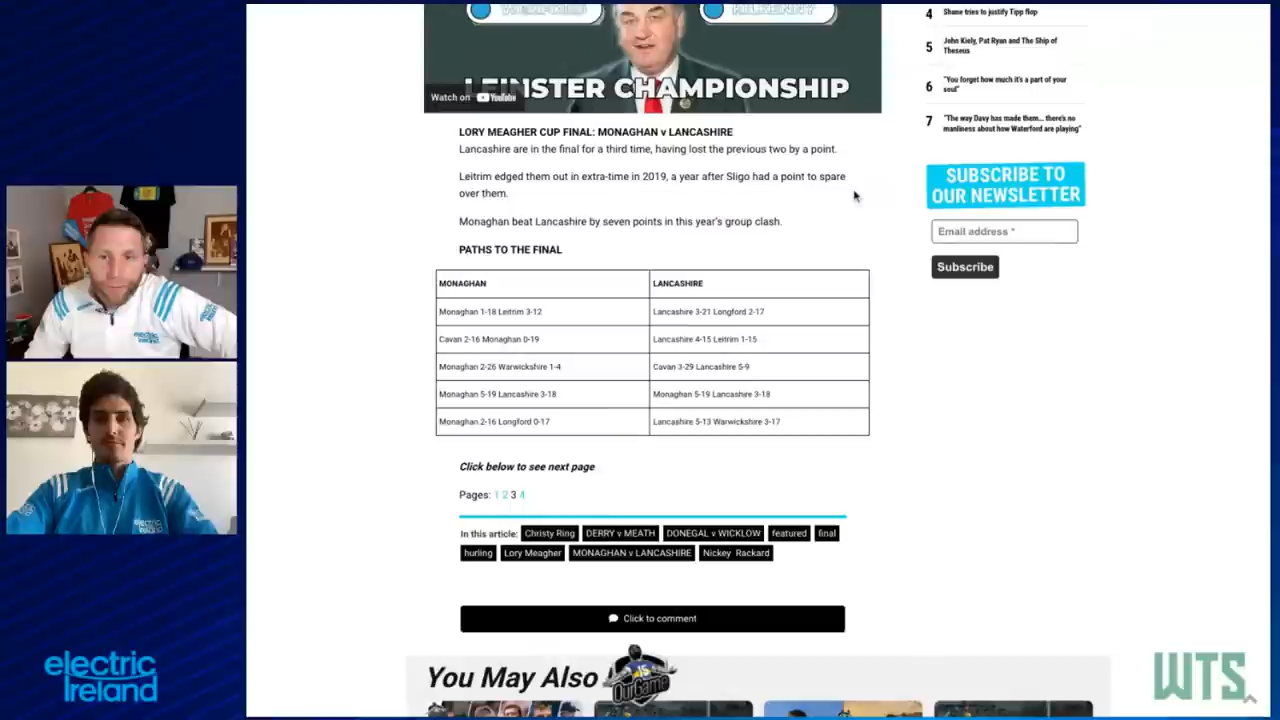 WEXFORD
KILKENNY
LEINSTER CHAMPIONSHIP
Watch on YouTube
LORY MEAGHER CUP FINAL: MONAGHAN v LANCASHIRE
Lancashire are in the final for a third time, having lost the previous two by a point.
Leitrim edged them out in extra-time in 2019, a year after Sligo had a point to spare
over them.
Monaghan beat Lancashire by seven points in this year's group clash.
PATHS TO THE FINAL
MONAGHAN LANCASHIRE
Monaghan 1-18 Leitrim 3-12 Lancashire 3-21 Longford 2-17
Cavan 2-16 Monaghan 0-19 Lancashire 4-15 Leitrim 1-15
Monaghan 2-26 Warwickshire 1-4 Cavan 3-29 Lancashire 5-9
Monaghan 5-19 Lancashire 3-18 Monaghan 5-19 Lancashire 3-18
Monaghan 2-16 Longford 0-17 Lancashire 5-13 Warwickshire 3-17
Click below to see next page
Pages: 1 2 3 4
In this article: Christy Ring DERRY v MEATH DONEGAL v WICKLOW featured final
hurling Lory Meagher MONAGHAN v LANCASHIRE Nickey Rackard
Click to comment
You May Also
15
OurGame
4 Shane tries to justify Tipp flop
5 John Kiely, Pat Ryan and The Ship of
Theseus
6 "You forget how much it's a part of your
soul"
7 "The way Davy has made them... there's no
manliness about how Waterford are playing"
SUBSCRIBE TO
OUR NEWSLETTER
Email address *
Subscribe
electric
Ireland
electric
Ireland
electric
Ireland
WTS